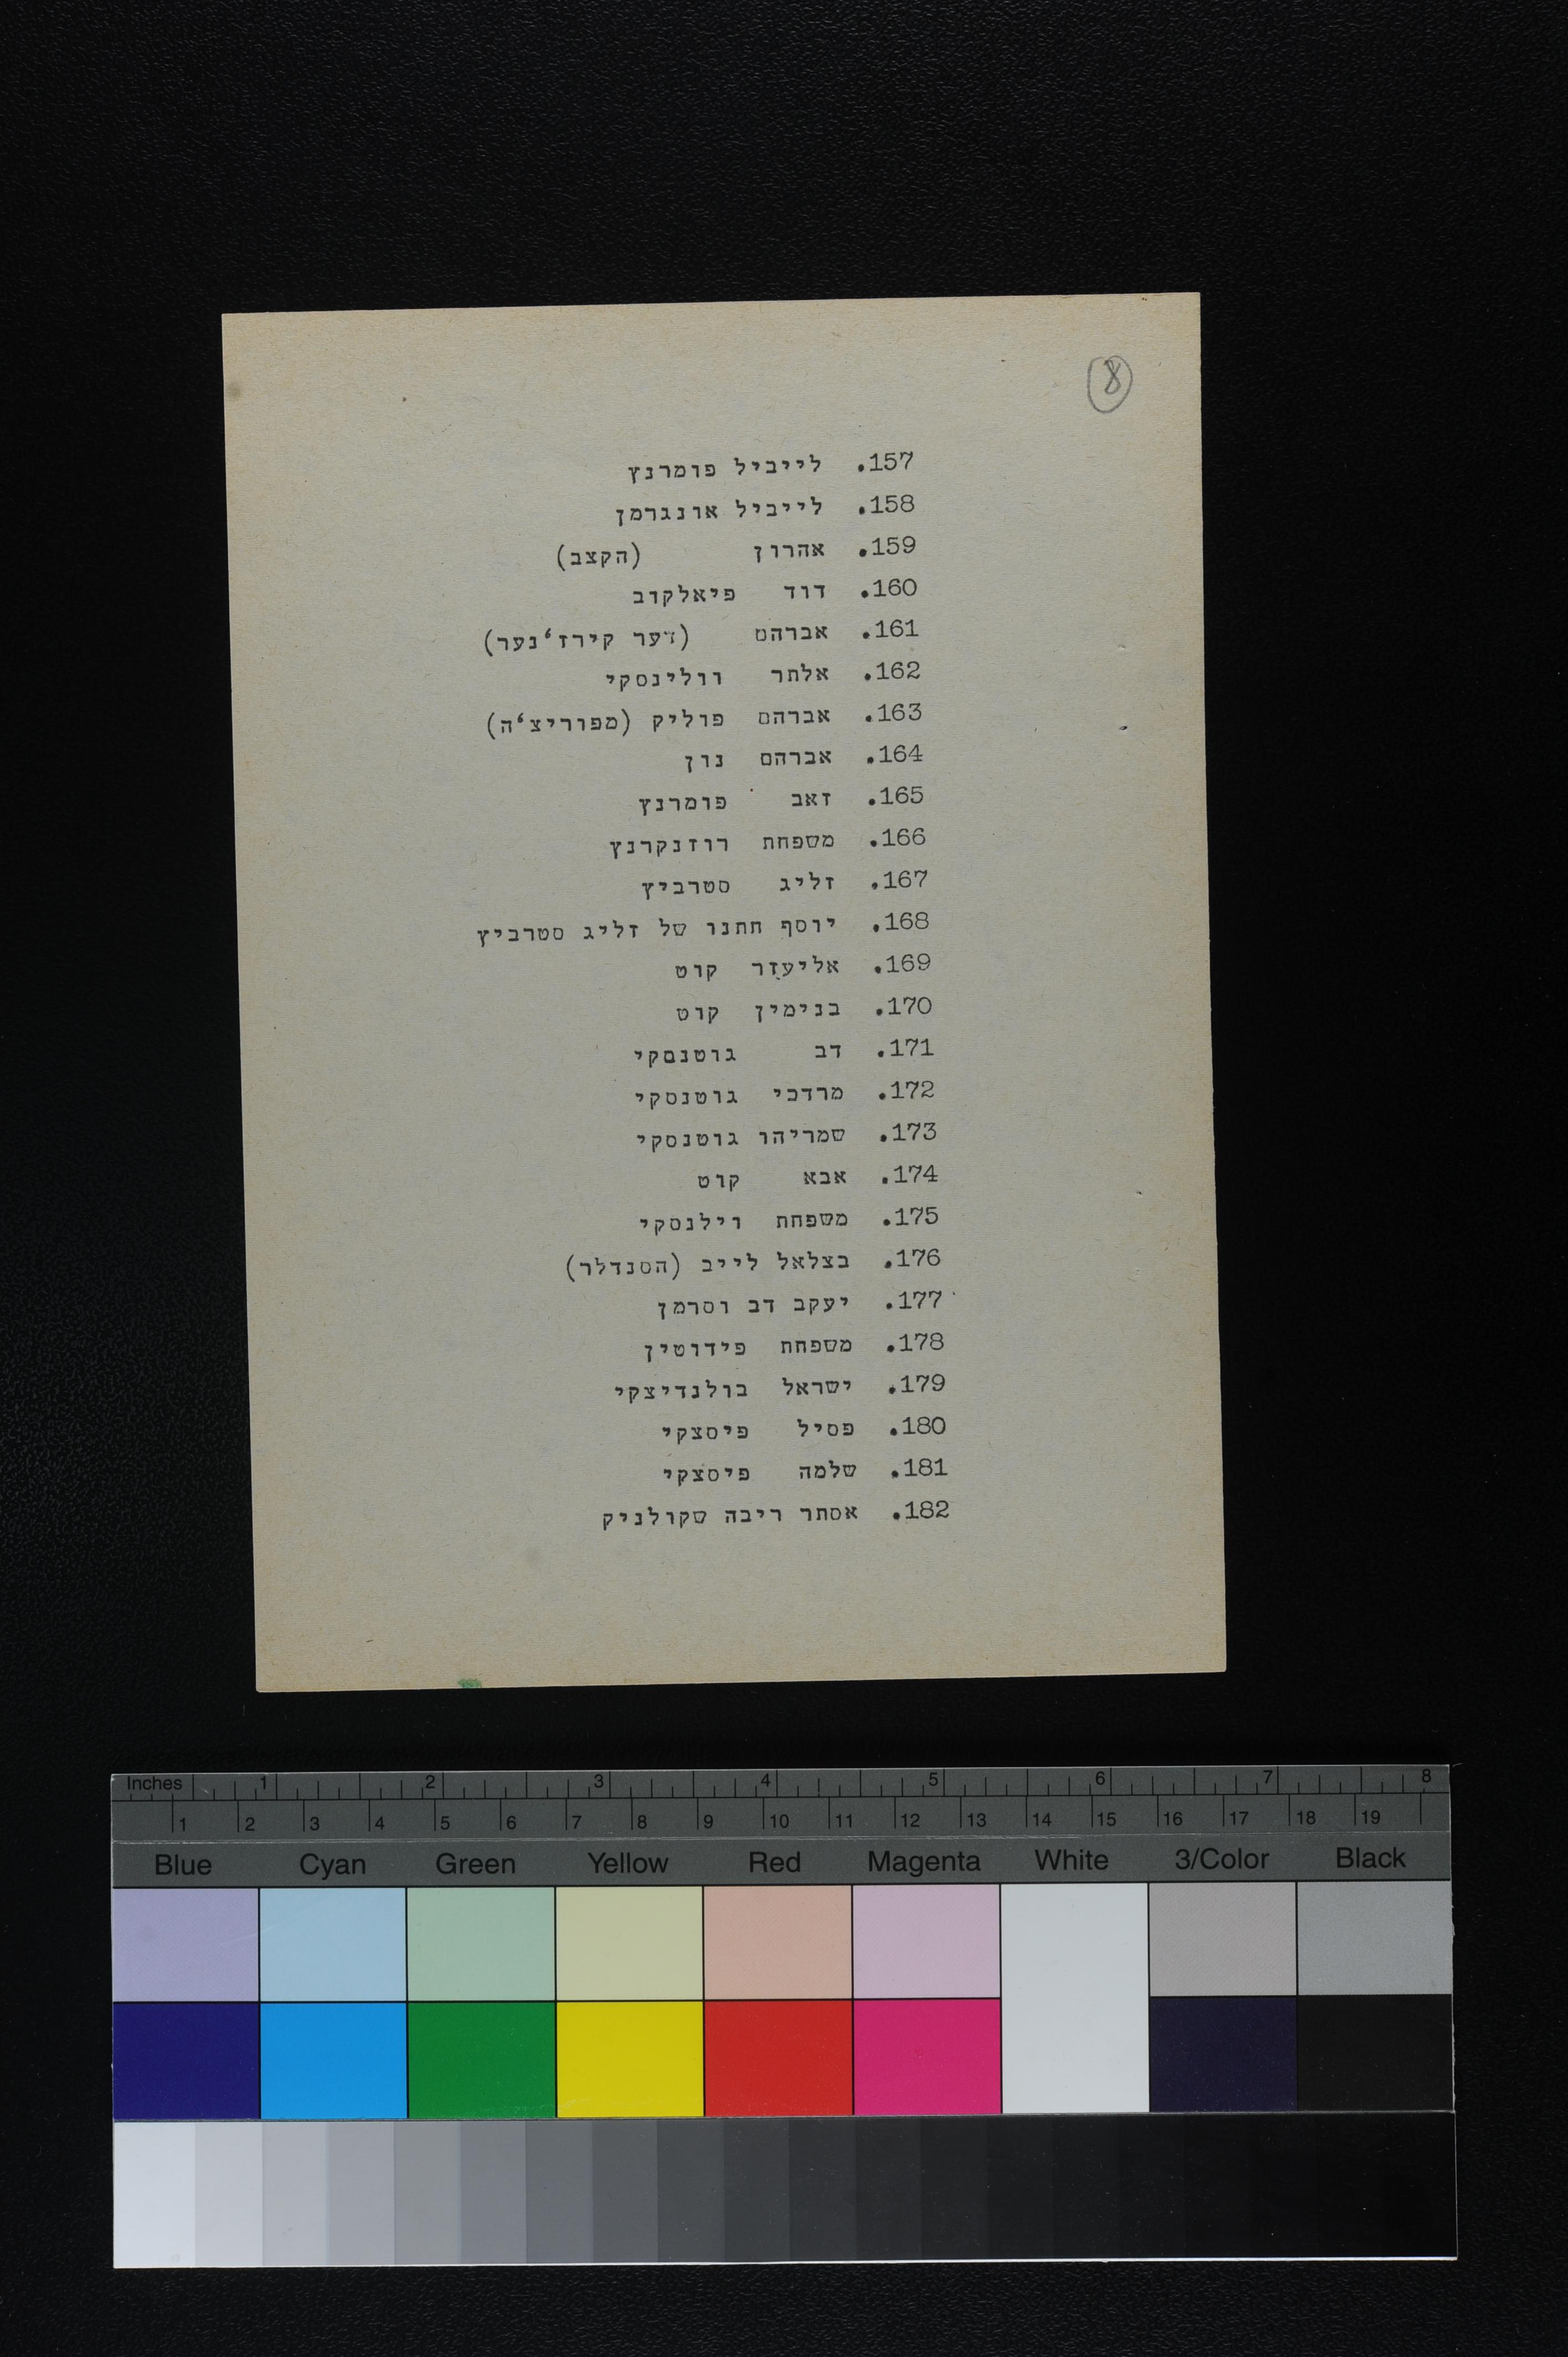 8
157. לייביל פומרנץ
158. לייביל אונגרמן
159. אהרון (הקצב)
160. דוד פיאלקוב
161. אברהם (דער קירז'נער)
162. אלתר וולינסקי
163. אברהם פוליק (מפוריצ'ה)
164. אברהם נון
165. זאב פומרנץ
166. משפחת רוזנקרנץ
167. זליג סטרביץ
168. יוסף חתנו של זליג סטרביץ
169. אליעזר קוט
170. בנימין קוט
171. דב גוטנסקי
172. מרדכי גוטנסקי
173. שמריהו גוטנסקי
174. אבא קוט
175. משפחת וילנסקי
176. בצלאל לייב (הסנדלר)
177. יעקב דב וסרמן
178. משפחת פידוטין
179. ישראל בולנדיצקי
180. פסיל פיסצקי
181. שלמה פיסצקי
182. אסתר ריבה שקולניק
Inches 1 2 3 4 5 6 7 8
1 2 3 4 5 6 7 8 9 10 11 12 13 14 15 16 17 18 19
Blue Cyan Green Yellow Red Magenta White 3/Color Black